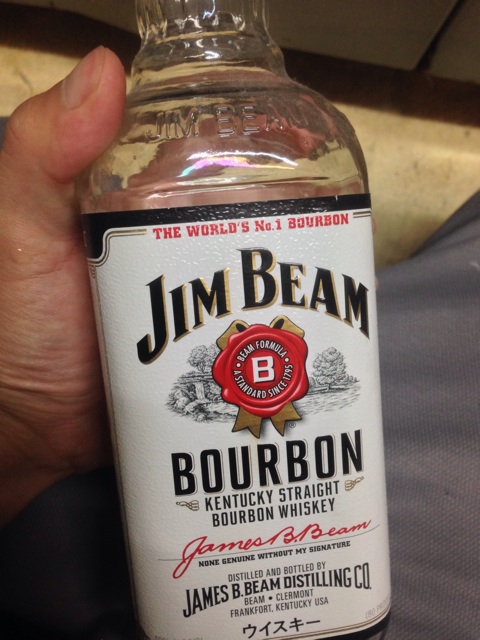 JIM BEAM
THE WORLD'S No.1 BOURBON
JIM BEAM
BEAM FORMULA
B
A STANDARD SINCE 1795
BOURBON
KENTUCKY STRAIGHT
BOURBON WHISKEY
James B. Beam
NONE GENUINE WITHOUT MY SIGNATURE
DISTILLED AND BOTTLED BY
JAMES B. BEAM DISTILLING CO.
BEAM • CLERMONT
FRANKFORT, KENTUCKY USA
ウイスキー